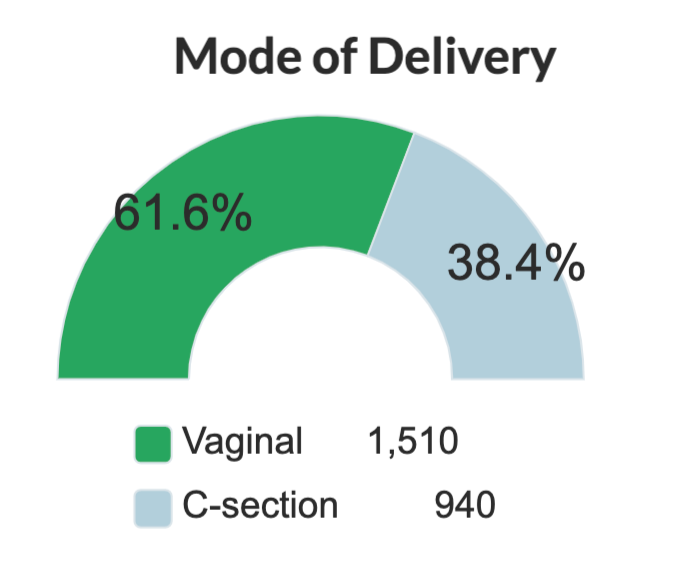 Mode of Delivery
61.6%
38.4%
Vaginal 1,510
C-section 940